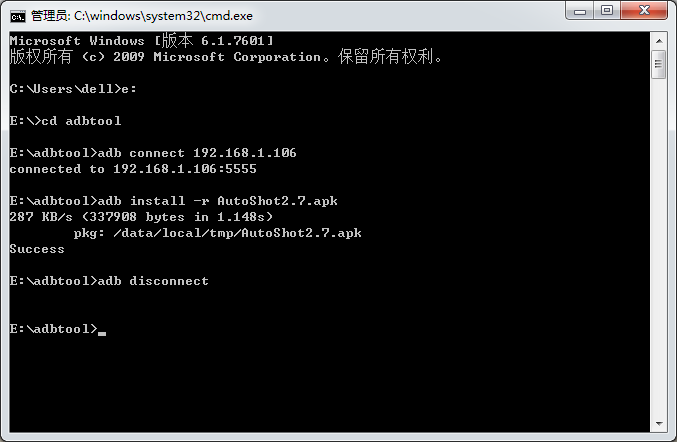 管理员: C:\windows\system32\cmd.exe
Microsoft Windows [版本 6.1.7601]
版权所有 (c) 2009 Microsoft Corporation。保留所有权利。
C:\Users\dell>e:
E:\>cd adbtool
E:\adbtool>adb connect 192.168.1.106
connected to 192.168.1.106:5555
E:\adbtool>adb install -r AutoShot2.7.apk
287 KB/s (337908 bytes in 1.148s)
        pkg: /data/local/tmp/AutoShot2.7.apk
Success
E:\adbtool>adb disconnect
E:\adbtool>_